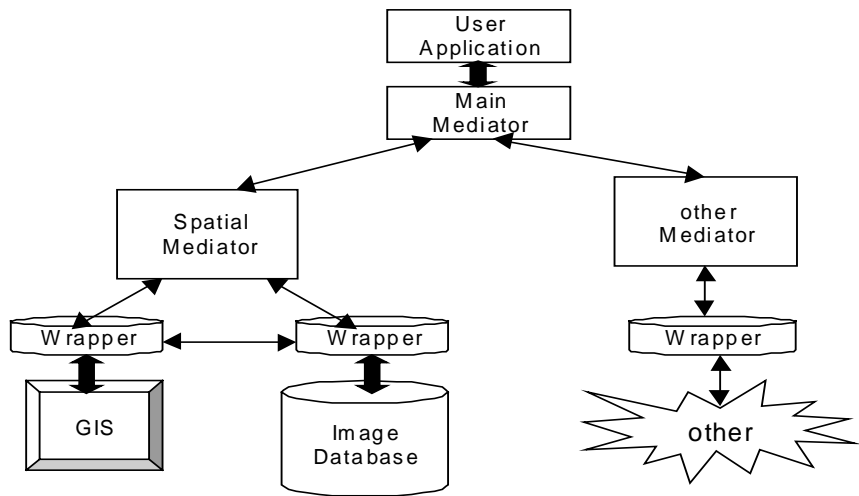 User
Application
Main
Mediator
Spatial
Mediator
other
Mediator
Wrapper
Wrapper
Wrapper
GIS
Image
Database
other